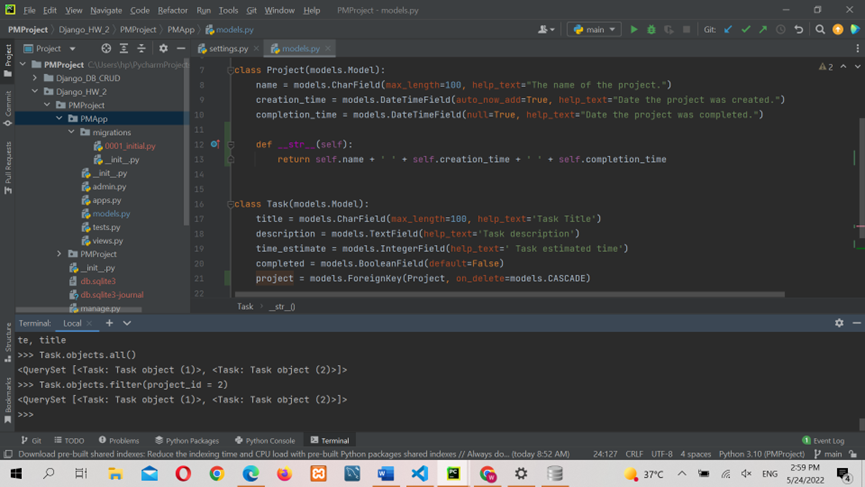 File Edit View Navigate Code Refactor Run Tools Git Window Help PMProject - models.py
PMProject Django_HW_2 PMProject PMApp models.py main Git:
Project settings.py models.py
PMProject C:\Users\hp\PycharmProject
Django_DB_CRUD
Django_HW_2
PMProject
PMApp
migrations
0001_initial.py
__init__.py
__init__.py
admin.py
apps.py
models.py
tests.py
views.py
PMProject
__init__.py
db.sqlite3
db.sqlite3-journal
manage.py
Project
Commit
Pull Requests
Structure
Bookmarks
2
7 class Project(models.Model):
8 name = models.CharField(max_length=100, help_text="The name of the project.")
9 creation_time = models.DateTimeField(auto_now_add=True, help_text="Date the project was created.")
10 completion_time = models.DateTimeField(null=True, help_text="Date the project was completed.")
11
12 def __str__(self):
13 return self.name + ' ' + self.creation_time + ' ' + self.completion_time
14
15
16 class Task(models.Model):
17 title = models.CharField(max_length=100, help_text='Task Title')
18 description = models.TextField(help_text='Task description')
19 time_estimate = models.IntegerField(help_text=' Task estimated time')
20 completed = models.BooleanField(default=False)
21 project = models.ForeignKey(Project, on_delete=models.CASCADE)
22
Task __str__()
Terminal: Local
te, title
>>> Task.objects.all()
<QuerySet [<Task: Task object (1)>, <Task: Task object (2)>]>
>>> Task.objects.filter(project_id = 2)
<QuerySet [<Task: Task object (1)>, <Task: Task object (2)>]>
>>>
Git TODO Problems Python Packages Python Console Terminal 1 Event Log
Download pre-built shared indexes: Reduce the indexing time and CPU load with pre-built Python packages shared indexes // Always do... (today 8:52 AM) 24:127 CRLF UTF-8 4 spaces Python 3.10 (PMProject) main
37°C ENG 2:59 PM
5/24/2022
4